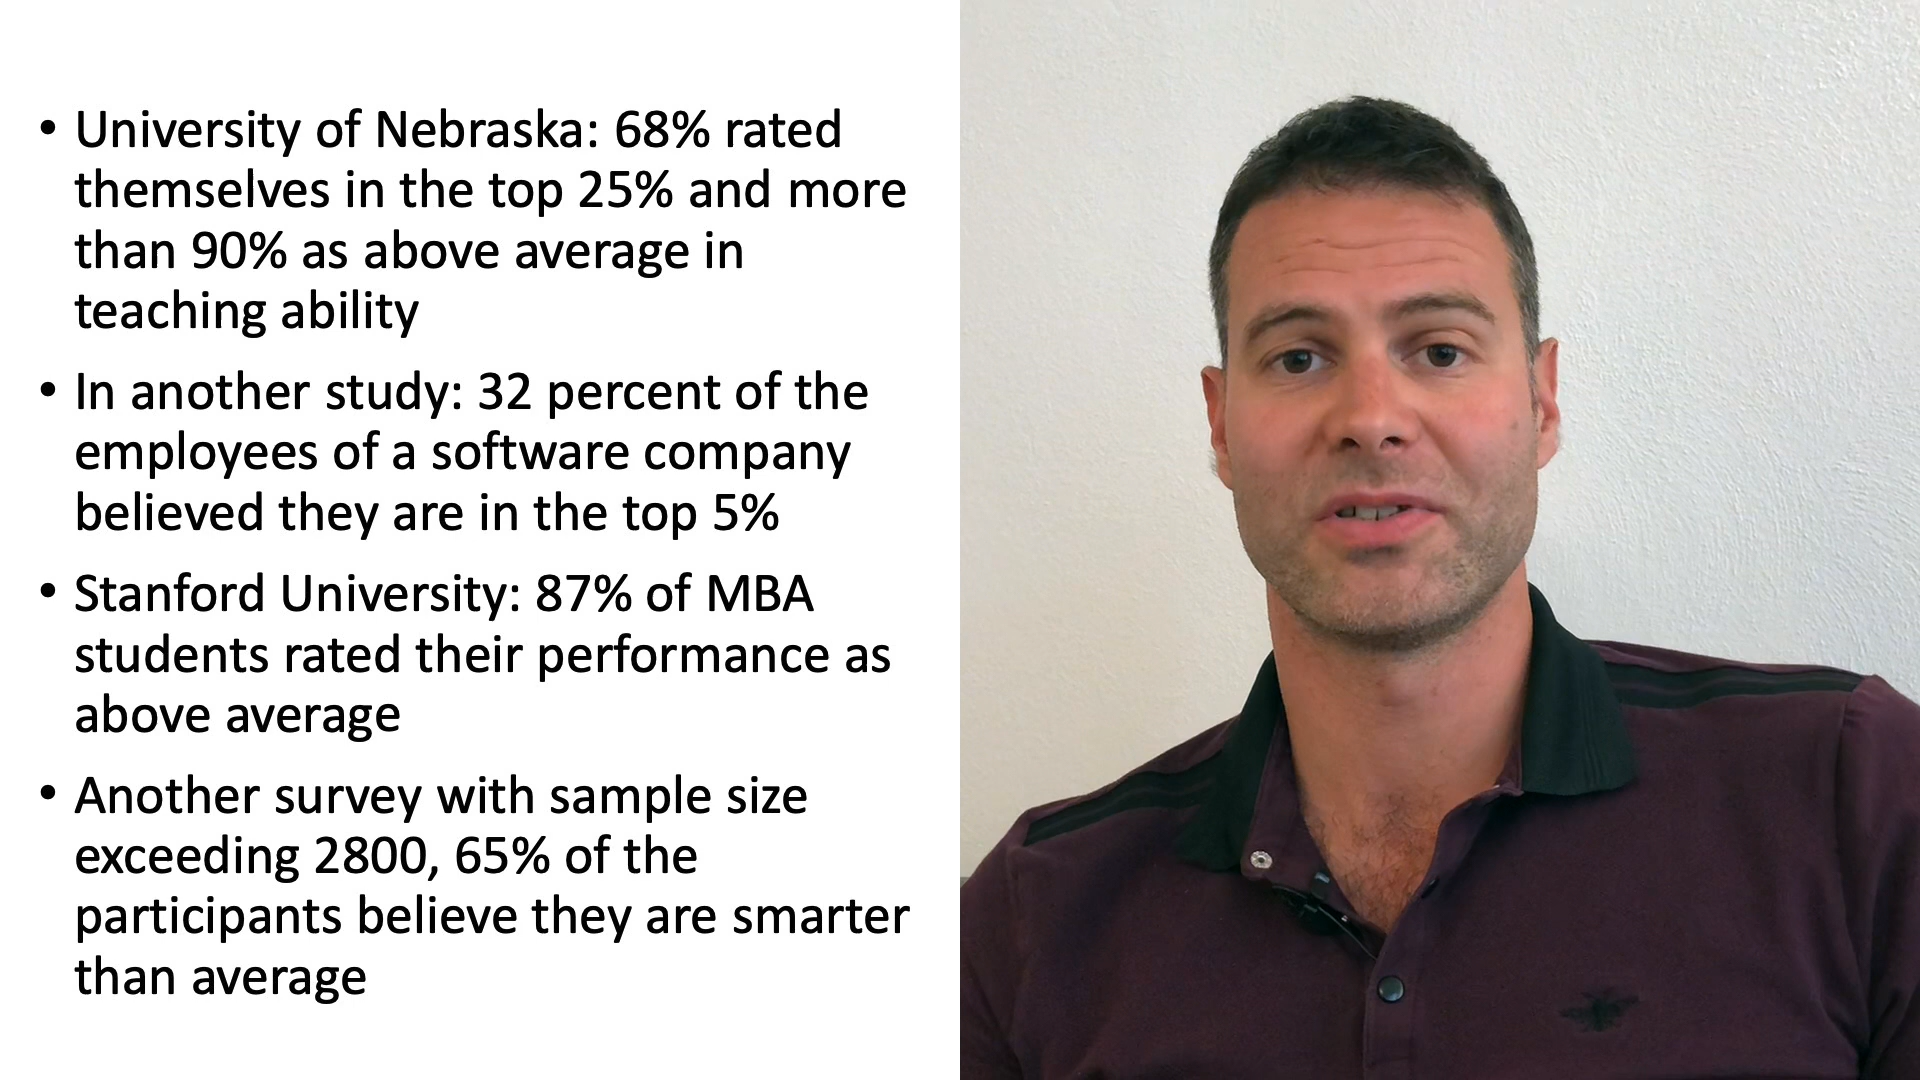 • University of Nebraska: 68% rated
themselves in the top 25% and more
than 90% as above average in
teaching ability
• In another study: 32 percent of the
employees of a software company
believed they are in the top 5%
• Stanford University: 87% of MBA
students rated their performance as
above average
• Another survey with sample size
exceeding 2800, 65% of the
participants believe they are smarter
than average